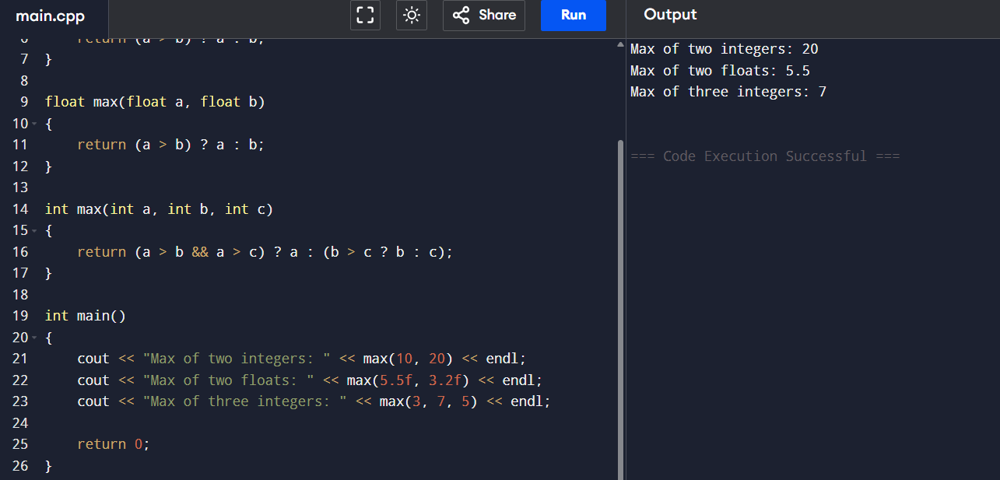 main.cpp
Share
Run
Output
6 return (a > b) ? a : b;
7 }
8
9 float max(float a, float b)
10 {
11     return (a > b) ? a : b;
12 }
13
14 int max(int a, int b, int c)
15 {
16     return (a > b && a > c) ? a : (b > c ? b : c);
17 }
18
19 int main()
20 {
21     cout << "Max of two integers: " << max(10, 20) << endl;
22     cout << "Max of two floats: " << max(5.5f, 3.2f) << endl;
23     cout << "Max of three integers: " << max(3, 7, 5) << endl;
24
25     return 0;
26 }
Max of two integers: 20
Max of two floats: 5.5
Max of three integers: 7
=== Code Execution Successful ===